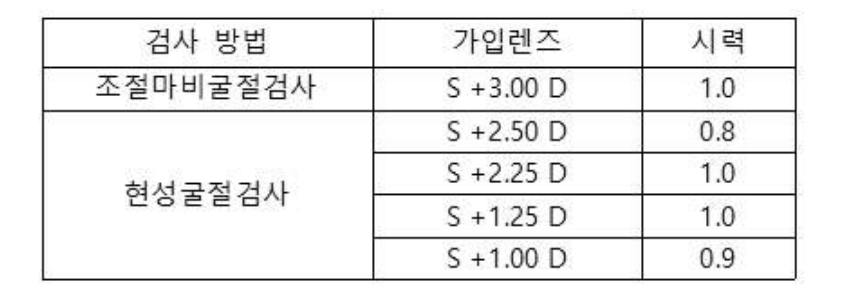 검사 방법 가입렌즈 시력
조절마비굴절검사 S +3.00 D 1.0
현성굴절검사 S +2.50 D 0.8
S +2.25 D 1.0
S +1.25 D 1.0
S +1.00 D 0.9